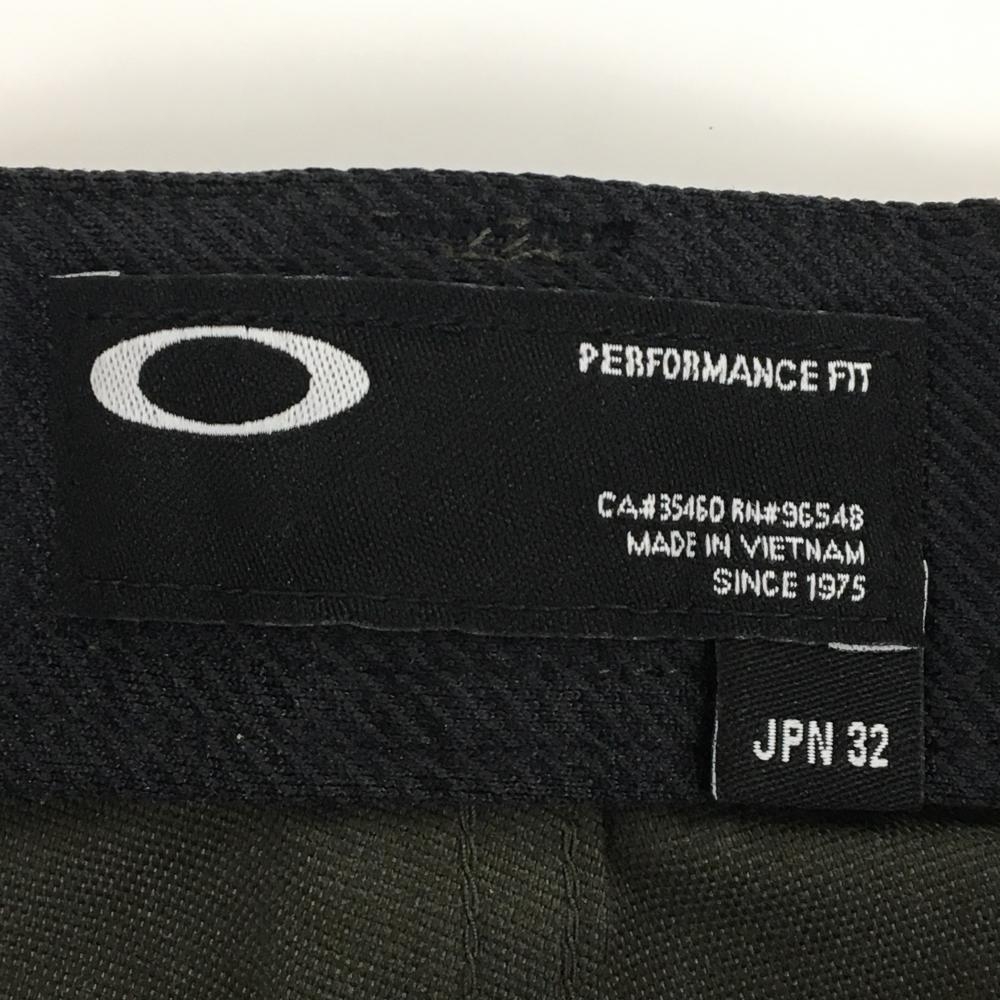 PERFORMANCE FIT
CA#35460 RN#96548
MADE IN VIETNAM
SINCE 1975
JPN 32